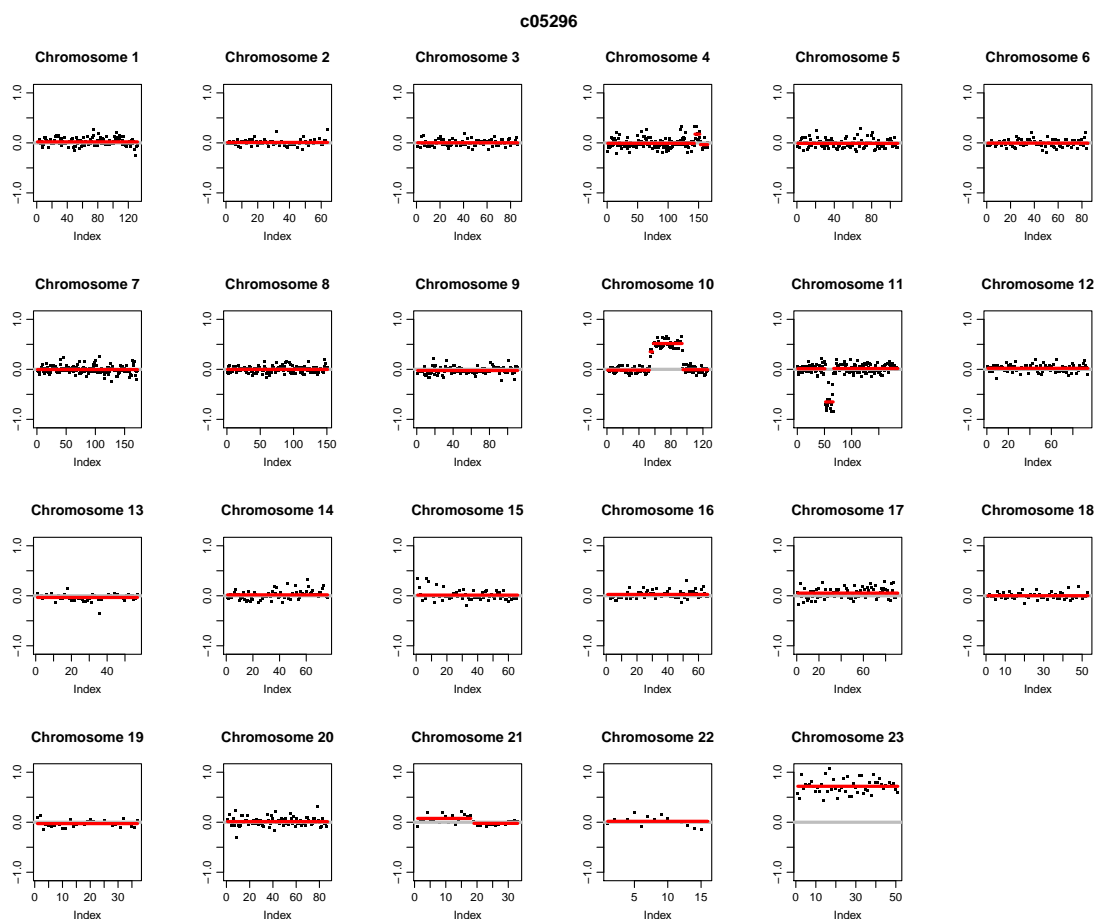 c05296
Chromosome 1
1.0
0.0
−1.0
0 40 80 120
Index
Chromosome 2
1.0
0.0
−1.0
0 20 40 60
Index
Chromosome 3
1.0
0.0
−1.0
0 20 40 60 80
Index
Chromosome 4
1.0
0.0
−1.0
0 50 100 150
Index
Chromosome 5
1.0
0.0
−1.0
0 40 80
Index
Chromosome 6
1.0
0.0
−1.0
0 20 40 60 80
Index
Chromosome 7
1.0
0.0
−1.0
0 50 100 150
Index
Chromosome 8
1.0
0.0
−1.0
0 50 100 150
Index
Chromosome 9
1.0
0.0
−1.0
0 40 80
Index
Chromosome 10
1.0
0.0
−1.0
0 40 80 120
Index
Chromosome 11
1.0
0.0
−1.0
0 50 100
Index
Chromosome 12
1.0
0.0
−1.0
0 20 60
Index
Chromosome 13
1.0
0.0
−1.0
0 20 40
Index
Chromosome 14
1.0
0.0
−1.0
0 20 40 60
Index
Chromosome 15
1.0
0.0
−1.0
0 20 40 60
Index
Chromosome 16
1.0
0.0
−1.0
0 20 40 60
Index
Chromosome 17
1.0
0.0
−1.0
0 20 60
Index
Chromosome 18
1.0
0.0
−1.0
0 10 30 50
Index
Chromosome 19
1.0
0.0
−1.0
0 10 20 30
Index
Chromosome 20
1.0
0.0
−1.0
0 20 40 60 80
Index
Chromosome 21
1.0
0.0
−1.0
0 10 20 30
Index
Chromosome 22
1.0
0.0
−1.0
5 10 15
Index
Chromosome 23
1.0
0.0
−1.0
0 10 30 50
Index